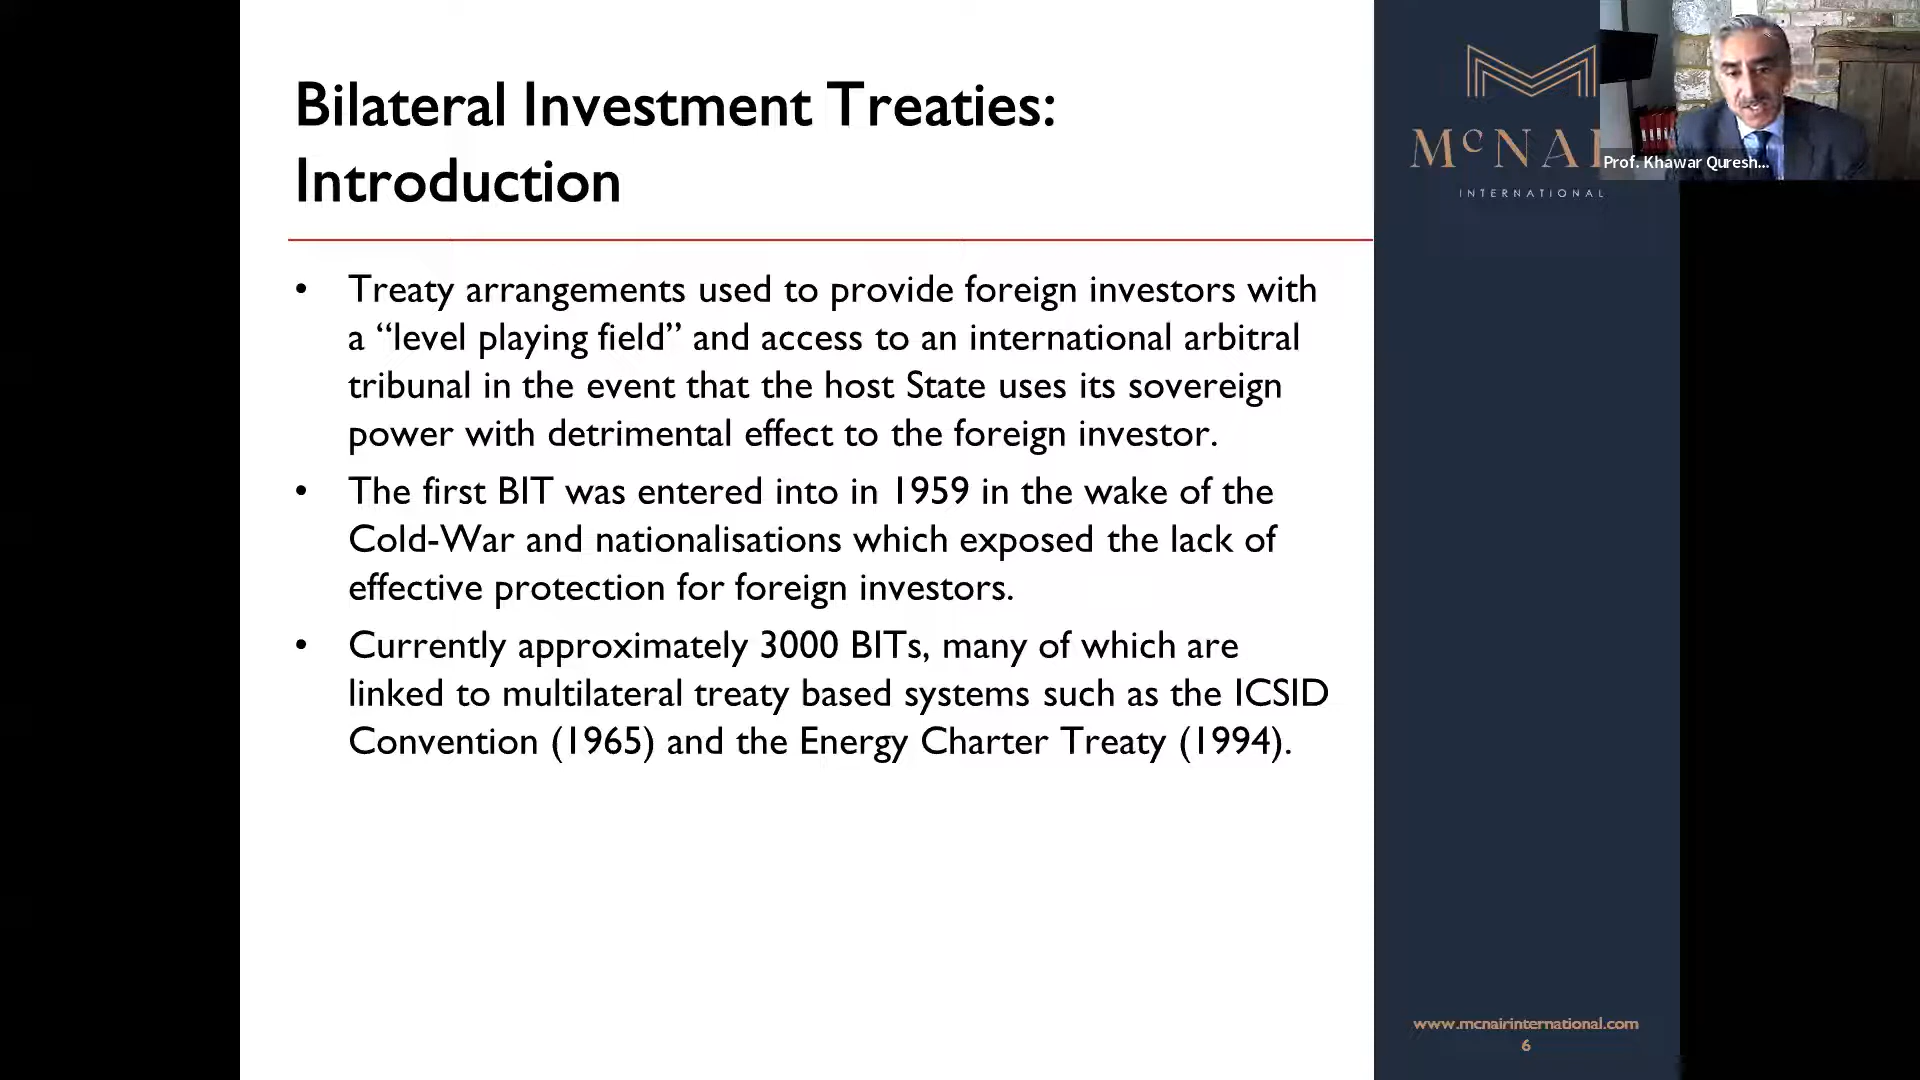 Bilateral Investment Treaties:
Introduction
• Treaty arrangements used to provide foreign investors with
a “level playing field” and access to an international arbitral
tribunal in the event that the host State uses its sovereign
power with detrimental effect to the foreign investor.
• The first BIT was entered into in 1959 in the wake of the
Cold-War and nationalisations which exposed the lack of
effective protection for foreign investors.
• Currently approximately 3000 BITs, many of which are
linked to multilateral treaty based systems such as the ICSID
Convention (1965) and the Energy Charter Treaty (1994).
McNAI
INTERNATIONAL
Prof. Khawar Quresh...
www.mcnairinternational.com
6